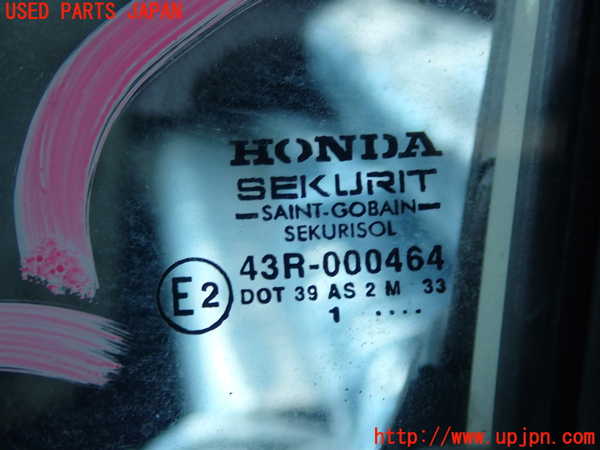 USED PARTS JAPAN
HONDA
SEKURIT
SAINT-GOBAIN
SEKURISOL
E2 43R-000464
DOT 39 AS 2 M 33
1 ....
http://www.upjpn.com/